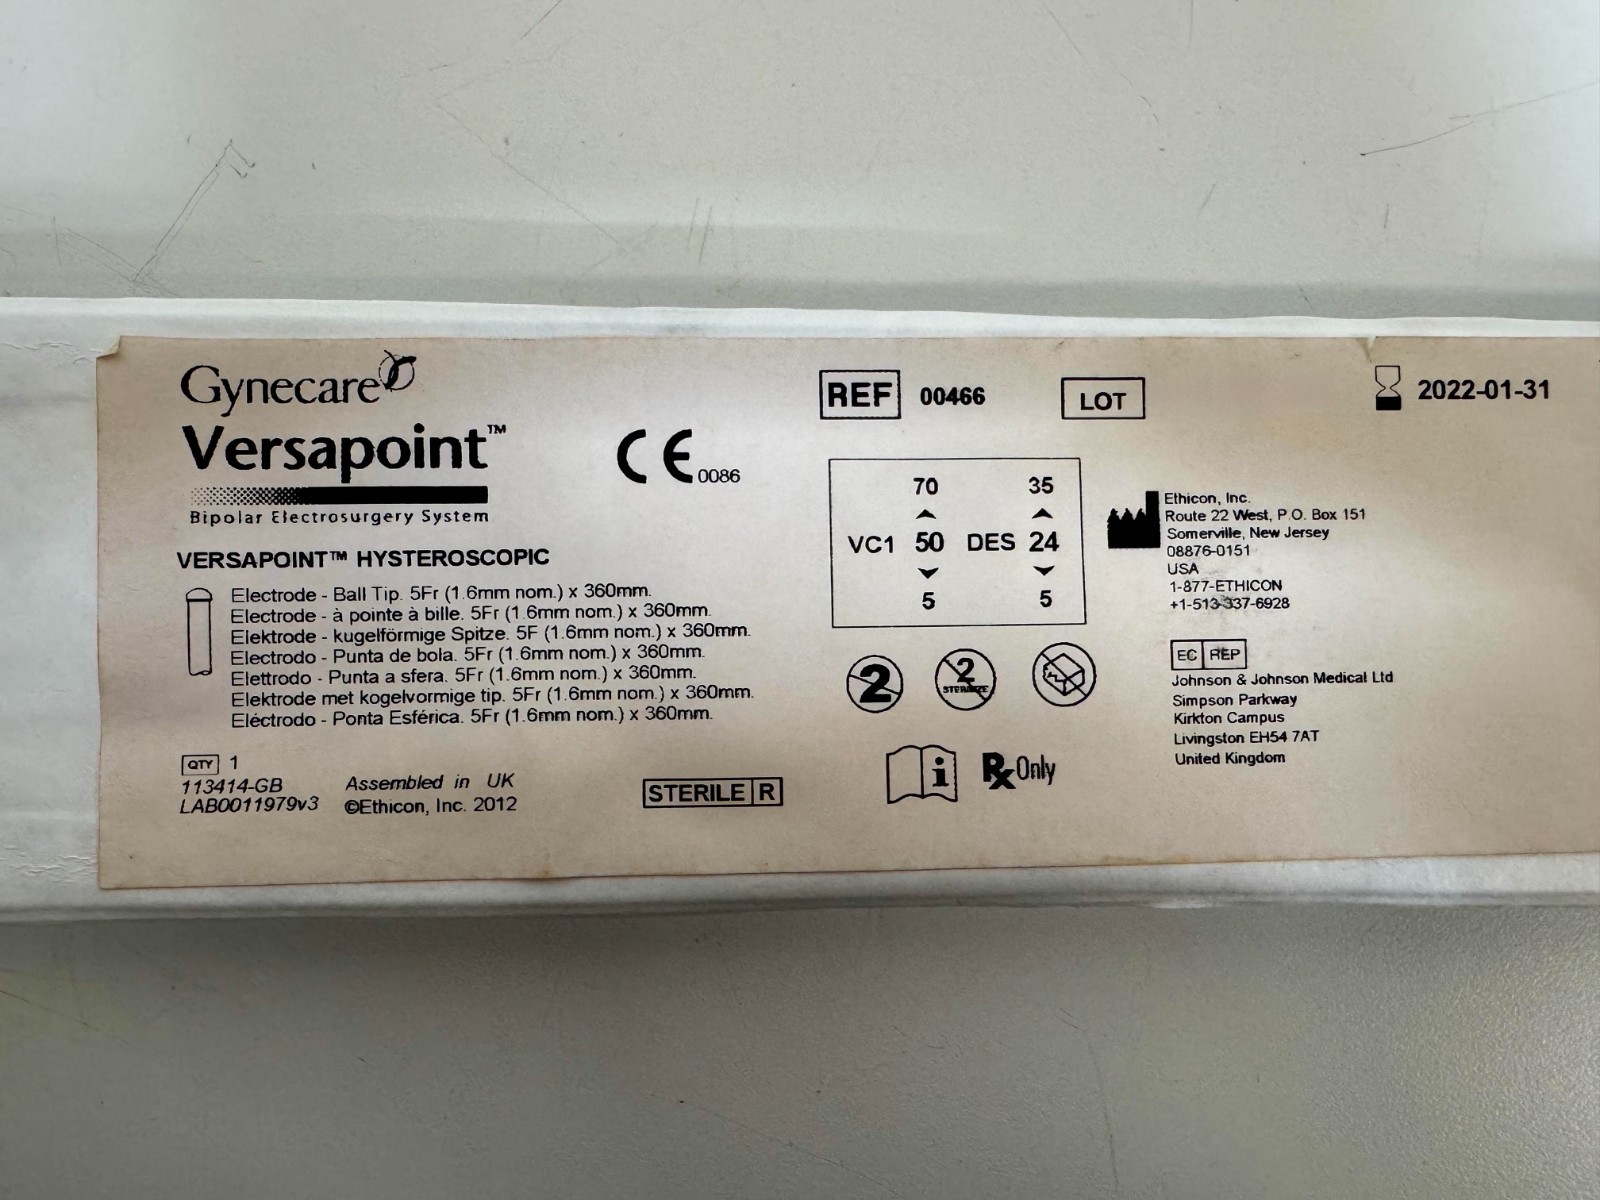 Gynecare
Versapoint™
Bipolar Electrosurgery System
VERSAPOINT™ HYSTEROSCOPIC
Electrode - Ball Tip. 5Fr (1.6mm nom.) x 360mm.
Electrode - à pointe à bille. 5Fr (1.6mm nom.) x 360mm.
Elektrode - kugelförmige Spitze. 5F (1.6mm nom.) x 360mm.
Electrodo - Punta de bola. 5Fr (1.6mm nom.) x 360mm.
Elettrodo - Punta a sfera. 5Fr (1.6mm nom.) x 360mm.
Elektrode met kogelvormige tip. 5Fr (1.6mm nom.) x 360mm.
Eléctrodo - Ponta Esférica. 5Fr (1.6mm nom.) x 360mm.
QTY 1
113414-GB
LAB0011979v3
Assembled in UK
©Ethicon, Inc. 2012
CE 0086
STERILE R
REF 00466
LOT
2022-01-31
70 35
VC1 50 DES 24
5 5
2
2 STERILIZE
i
Rx Only
Ethicon, Inc.
Route 22 West, P.O. Box 151
Somerville, New Jersey
08876-0151
USA
1-877-ETHICON
+1-513-337-6928
EC REP
Johnson & Johnson Medical Ltd
Simpson Parkway
Kirkton Campus
Livingston EH54 7AT
United Kingdom